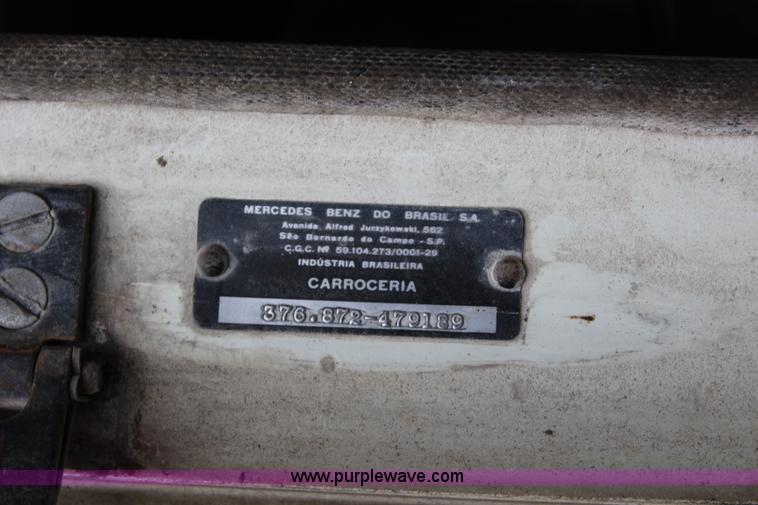 MERCEDES BENZ DO BRASIL S.A.
Avenida Alfred Jurzykowski, 562
São Bernardo do Campo - S.P.
C.G.C. Nº 59.104.273/0001-29
INDÚSTRIA BRASILEIRA
CARROCERIA
376.872-479189
www.purplewave.com